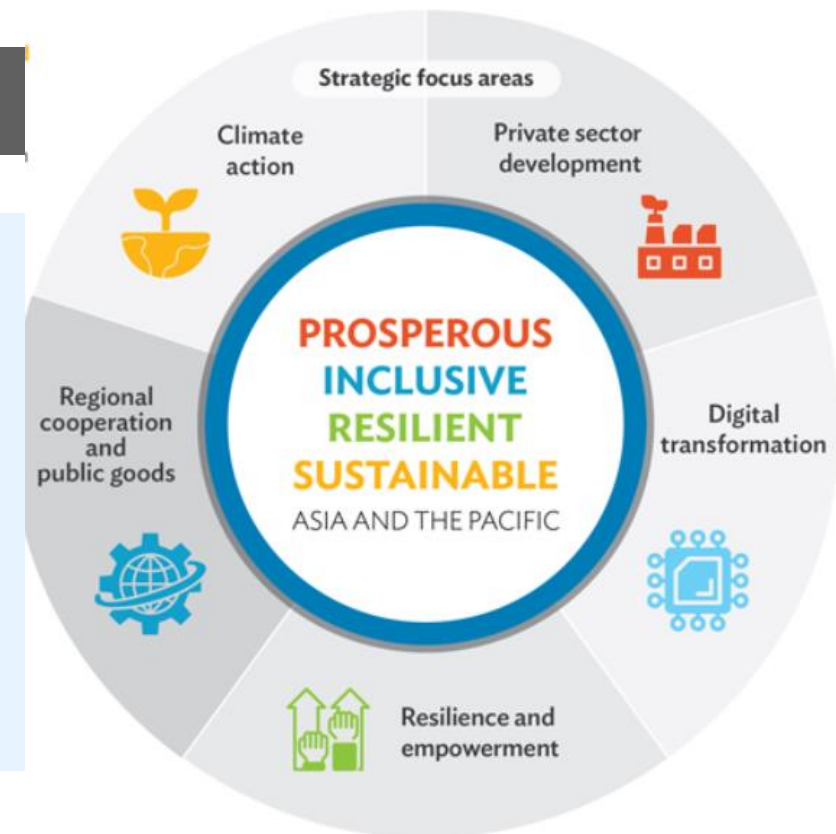 Strategic focus areas
Climate
action
Private sector
development
PROSPEROUS
INCLUSIVE
RESILIENT
SUSTAINABLE
ASIA AND THE PACIFIC
Regional
cooperation
and
public goods
Digital
transformation
Resilience and
empowerment